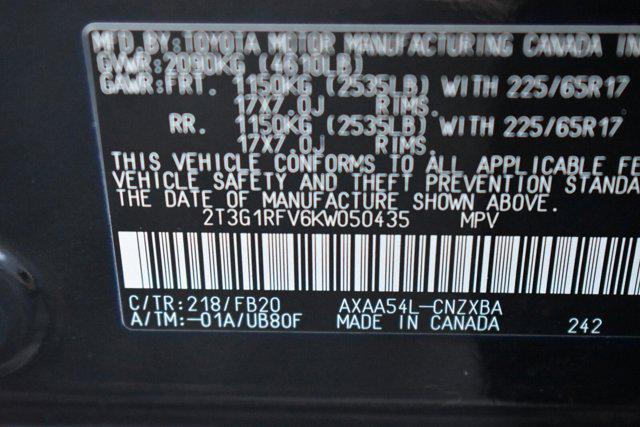 MFD.BY:TOYOTA MOTOR MANUFACTURING CANADA IN
GVWR:2090KG (4610LB)
GAWR:FRT. 1150KG (2535LB) WITH 225/65R17
17X7.0J RIMS.
RR. 1150KG (2535LB) WITH 225/65R17
17X7.0J RIMS.
THIS VEHICLE CONFORMS TO ALL APPLICABLE FE
VEHICLE SAFETY AND THEFT PREVENTION STANDA
THE DATE OF MANUFACTURE SHOWN ABOVE.
2T3G1RFV6KW050435 MPV
C/TR:218/FB20 AXAA54L-CNZXBA
A/TM:-01A/UB80F MADE IN CANADA 242